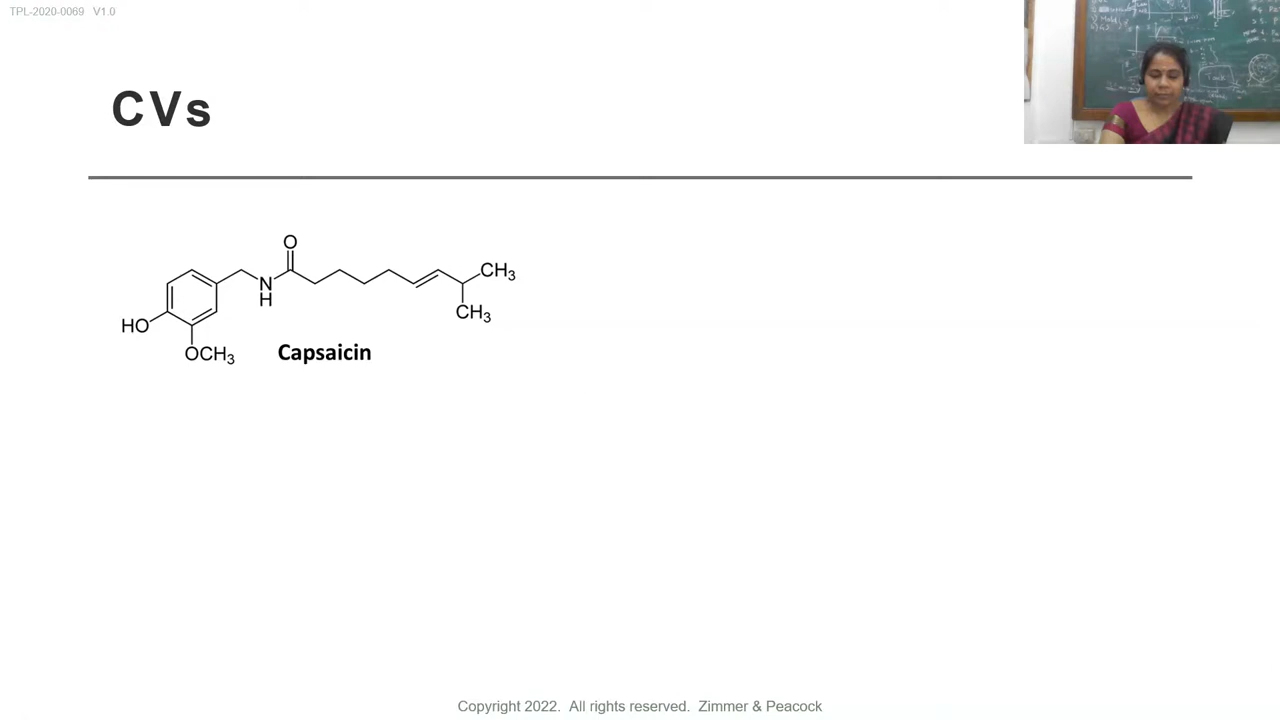 TPL-2020-0069 V1.0
CVs
O
N
H
CH3
CH3
HO
OCH3
Capsaicin
Copyright 2022. All rights reserved. Zimmer & Peacock